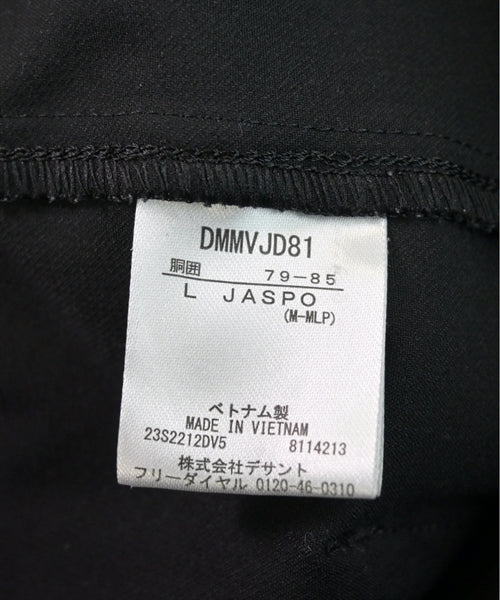 DMMVJD81
胴囲 79-85
L JASPO
(M-MLP)
ベトナム製
MADE IN VIETNAM
23S2212DV5 8114213
株式会社デサント
フリーダイヤル 0120-46-0310